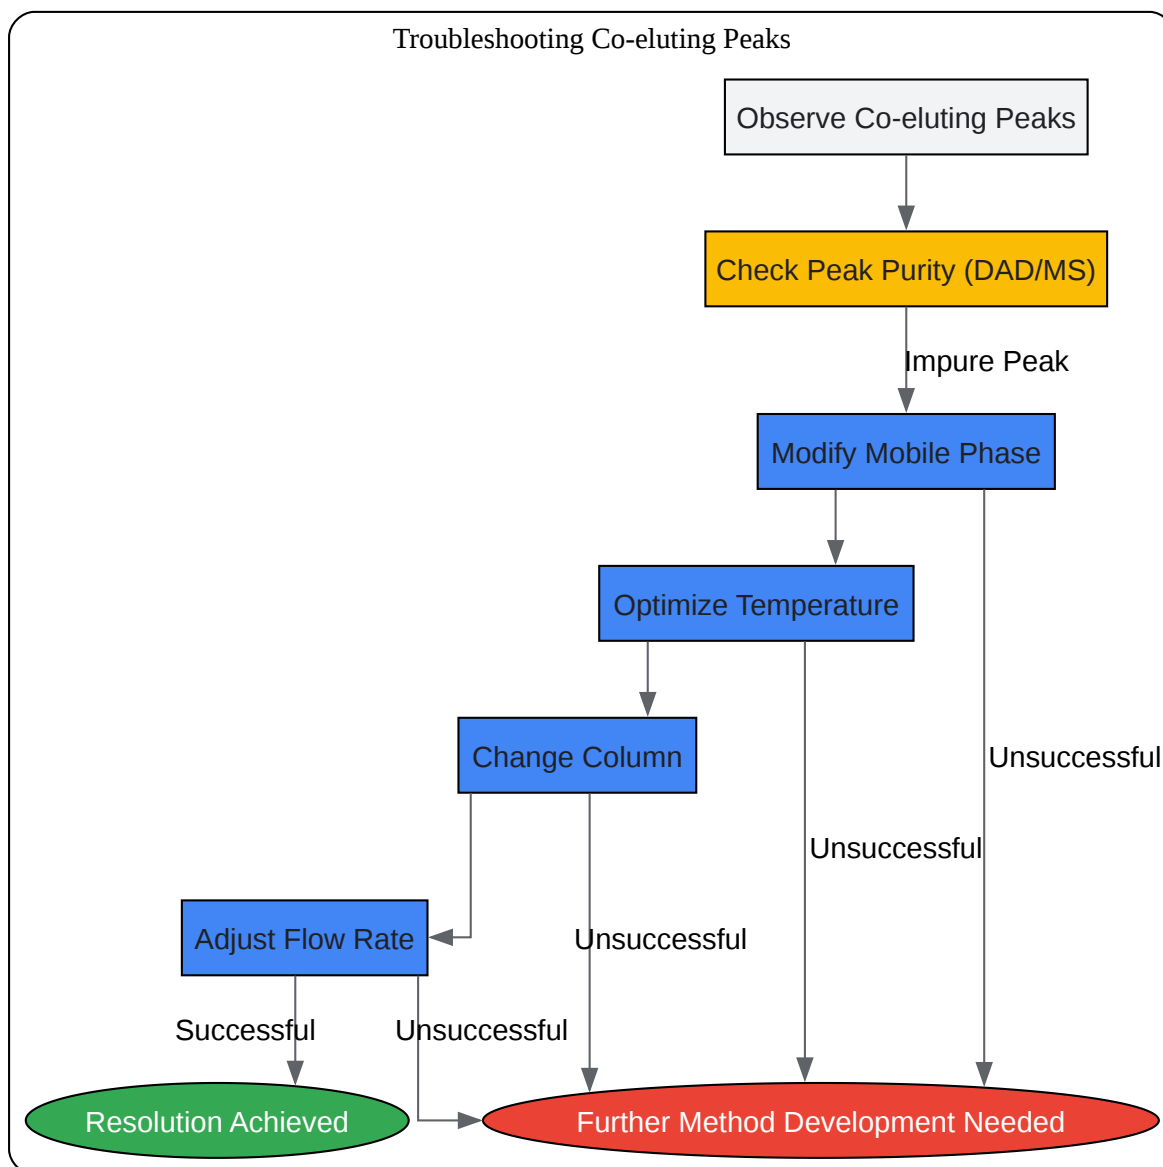 Troubleshooting Co-eluting Peaks
Observe Co-eluting Peaks
Check Peak Purity (DAD/MS)
Impure Peak
Modify Mobile Phase
Optimize Temperature
Change Column
Unsuccessful
Unsuccessful
Adjust Flow Rate
Unsuccessful
Successful
Unsuccessful
Resolution Achieved
Further Method Development Needed